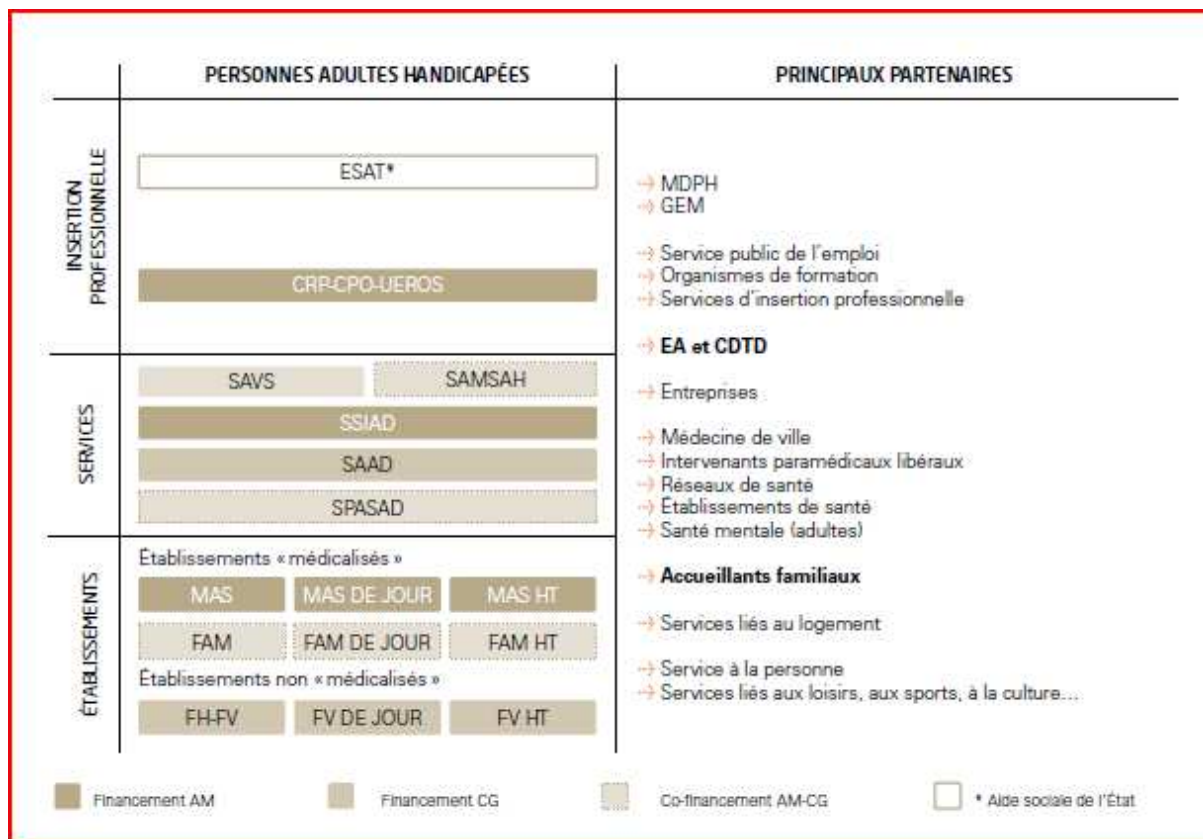 PERSONNES ADULTES HANDICAPÉES
PRINCIPAUX PARTENAIRES
INSERTION
PROFESSIONNELLE
ESAT*
CRP-CPO-UEROS
SERVICES
SAVS
SAMSAH
SSIAD
SAAD
SPASAD
ÉTABLISSEMENTS
Établissements « médicalisés »
MAS
MAS DE JOUR
MAS HT
FAM
FAM DE JOUR
FAM HT
Établissements non « médicalisés »
FH-FV
FV DE JOUR
FV HT
MDPH
GEM
Service public de l'emploi
Organismes de formation
Services d'insertion professionnelle
EA et CDTD
Entreprises
Médecine de ville
Intervenants paramédicaux libéraux
Réseaux de santé
Établissements de santé
Santé mentale (adultes)
Accueillants familiaux
Services liés au logement
Service à la personne
Services liés aux loisirs, aux sports, à la culture...
Financement AM
Financement CG
Co-financement AM-CG
* Aide sociale de l'État